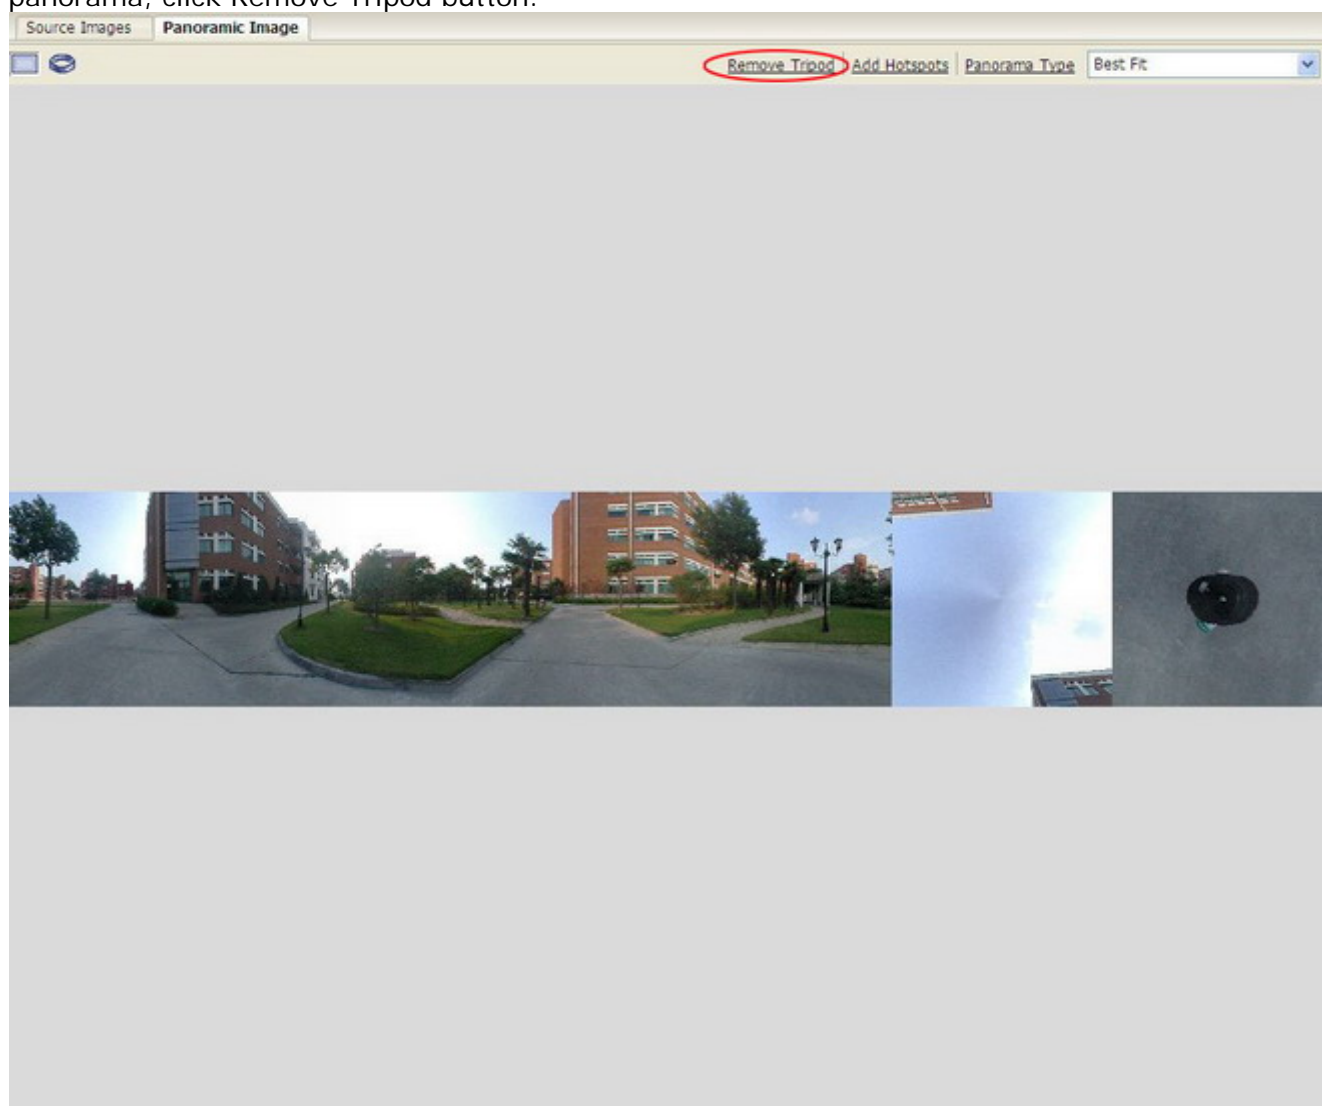 panorama, click Remove Tripod button.
Source Images Panoramic Image
Remove Tripod Add Hotspots Panorama Type Best Fit